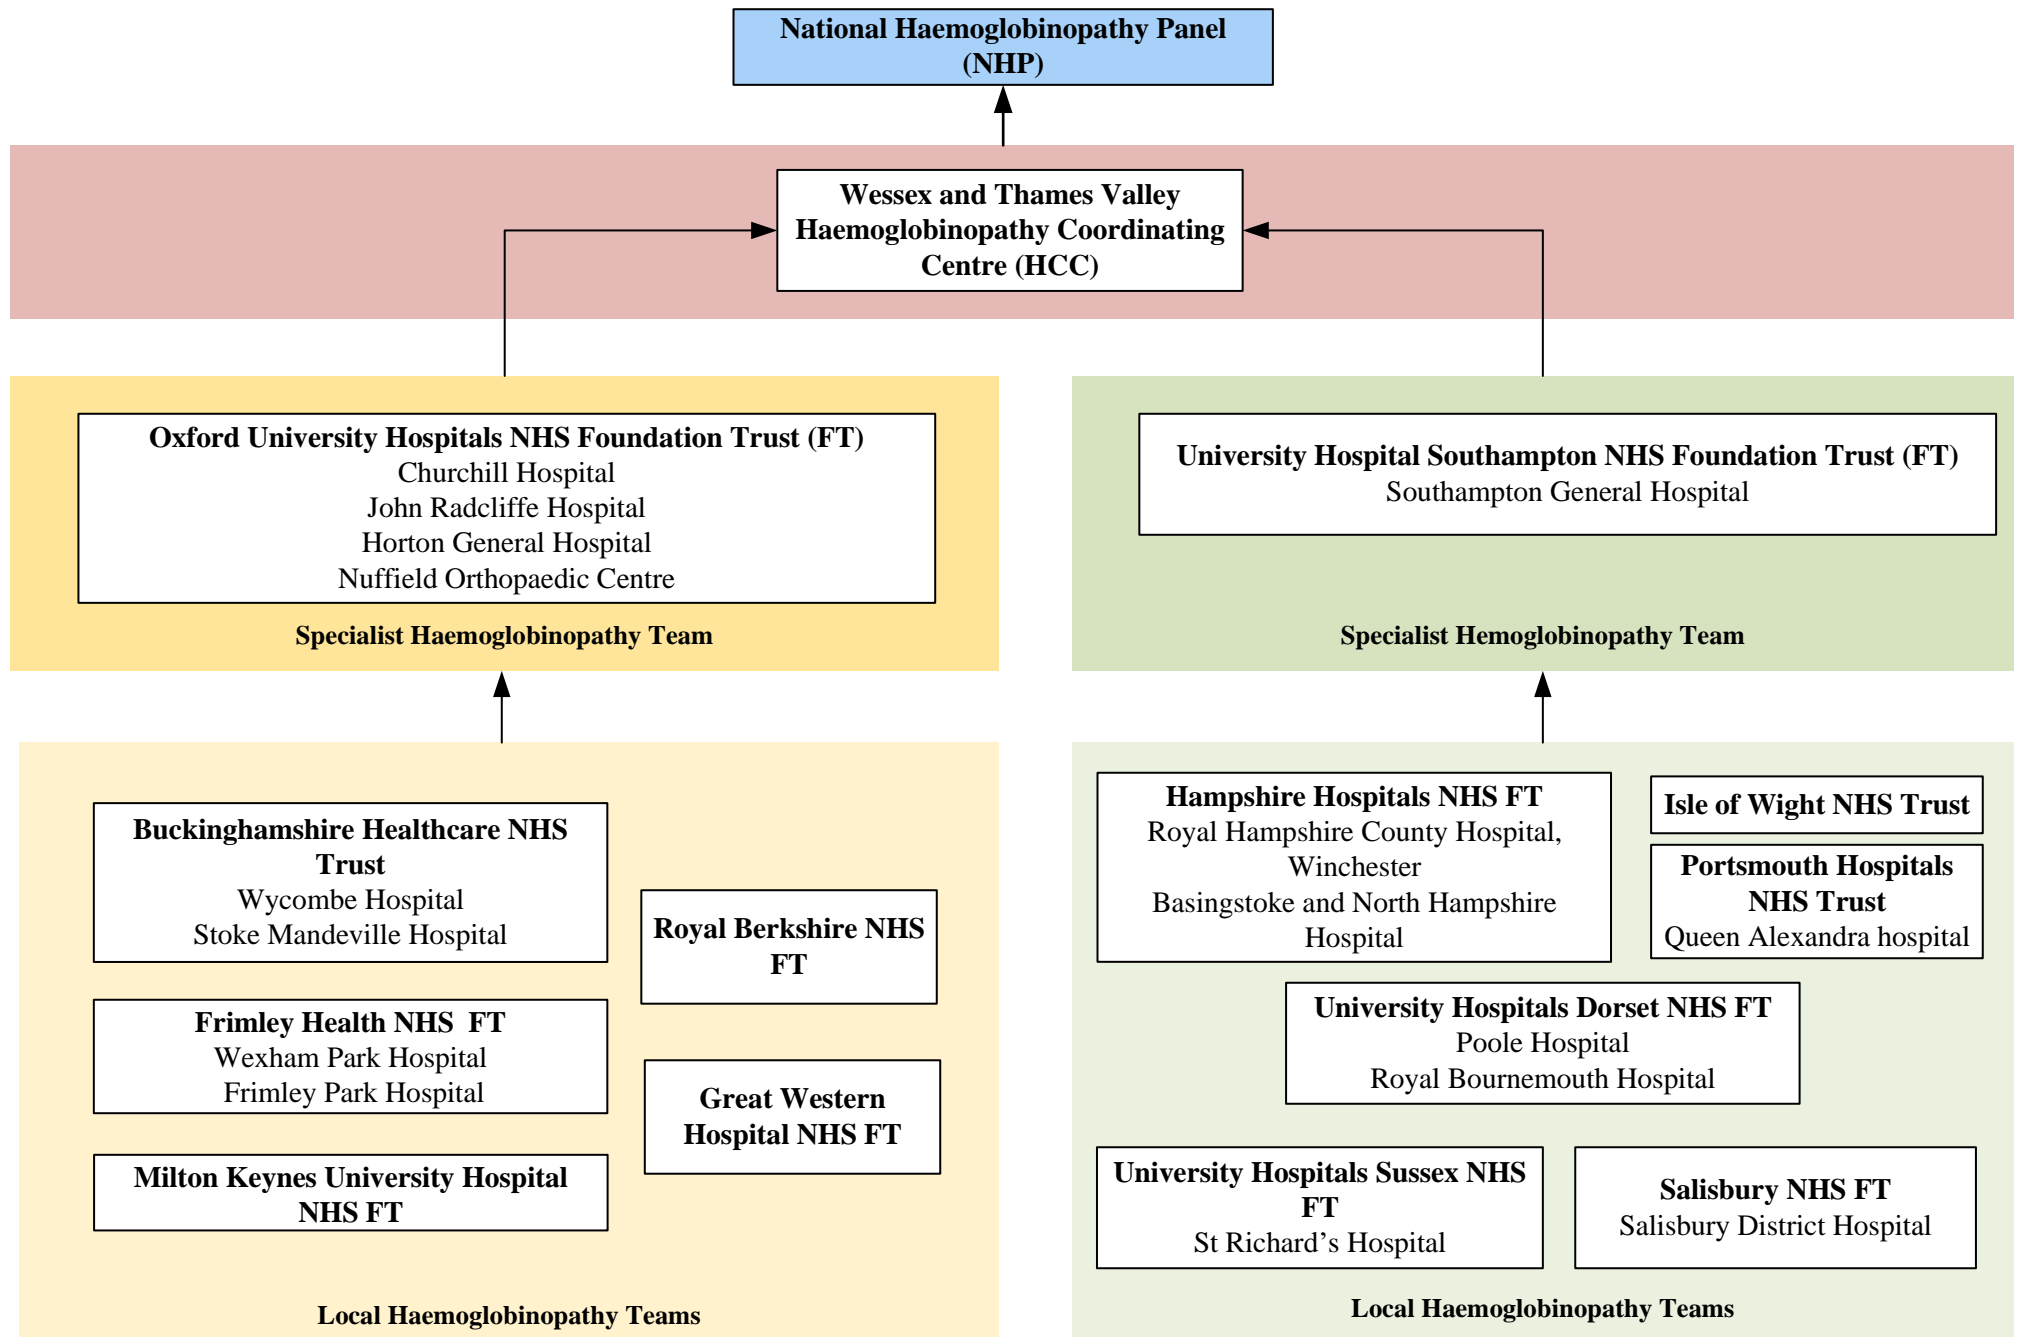 National Haemoglobinopathy Panel
(NHP)
Wessex and Thames Valley
Haemoglobinopathy Coordinating
Centre (HCC)
Oxford University Hospitals NHS Foundation Trust (FT)
Churchill Hospital
John Radcliffe Hospital
Horton General Hospital
Nuffield Orthopaedic Centre
Specialist Haemoglobinopathy Team
University Hospital Southampton NHS Foundation Trust (FT)
Southampton General Hospital
Specialist Hemoglobinopathy Team
Buckinghamshire Healthcare NHS
Trust
Wycombe Hospital
Stoke Mandeville Hospital
Royal Berkshire NHS
FT
Frimley Health NHS  FT
Wexham Park Hospital
Frimley Park Hospital
Great Western
Hospital NHS FT
Milton Keynes University Hospital
NHS FT
Local Haemoglobinopathy Teams
Hampshire Hospitals NHS FT
Royal Hampshire County Hospital,
Winchester
Basingstoke and North Hampshire
Hospital
Isle of Wight NHS Trust
Portsmouth Hospitals
NHS Trust
Queen Alexandra hospital
University Hospitals Dorset NHS FT
Poole Hospital
Royal Bournemouth Hospital
University Hospitals Sussex NHS
FT
St Richard’s Hospital
Salisbury NHS FT
Salisbury District Hospital
Local Haemoglobinopathy Teams